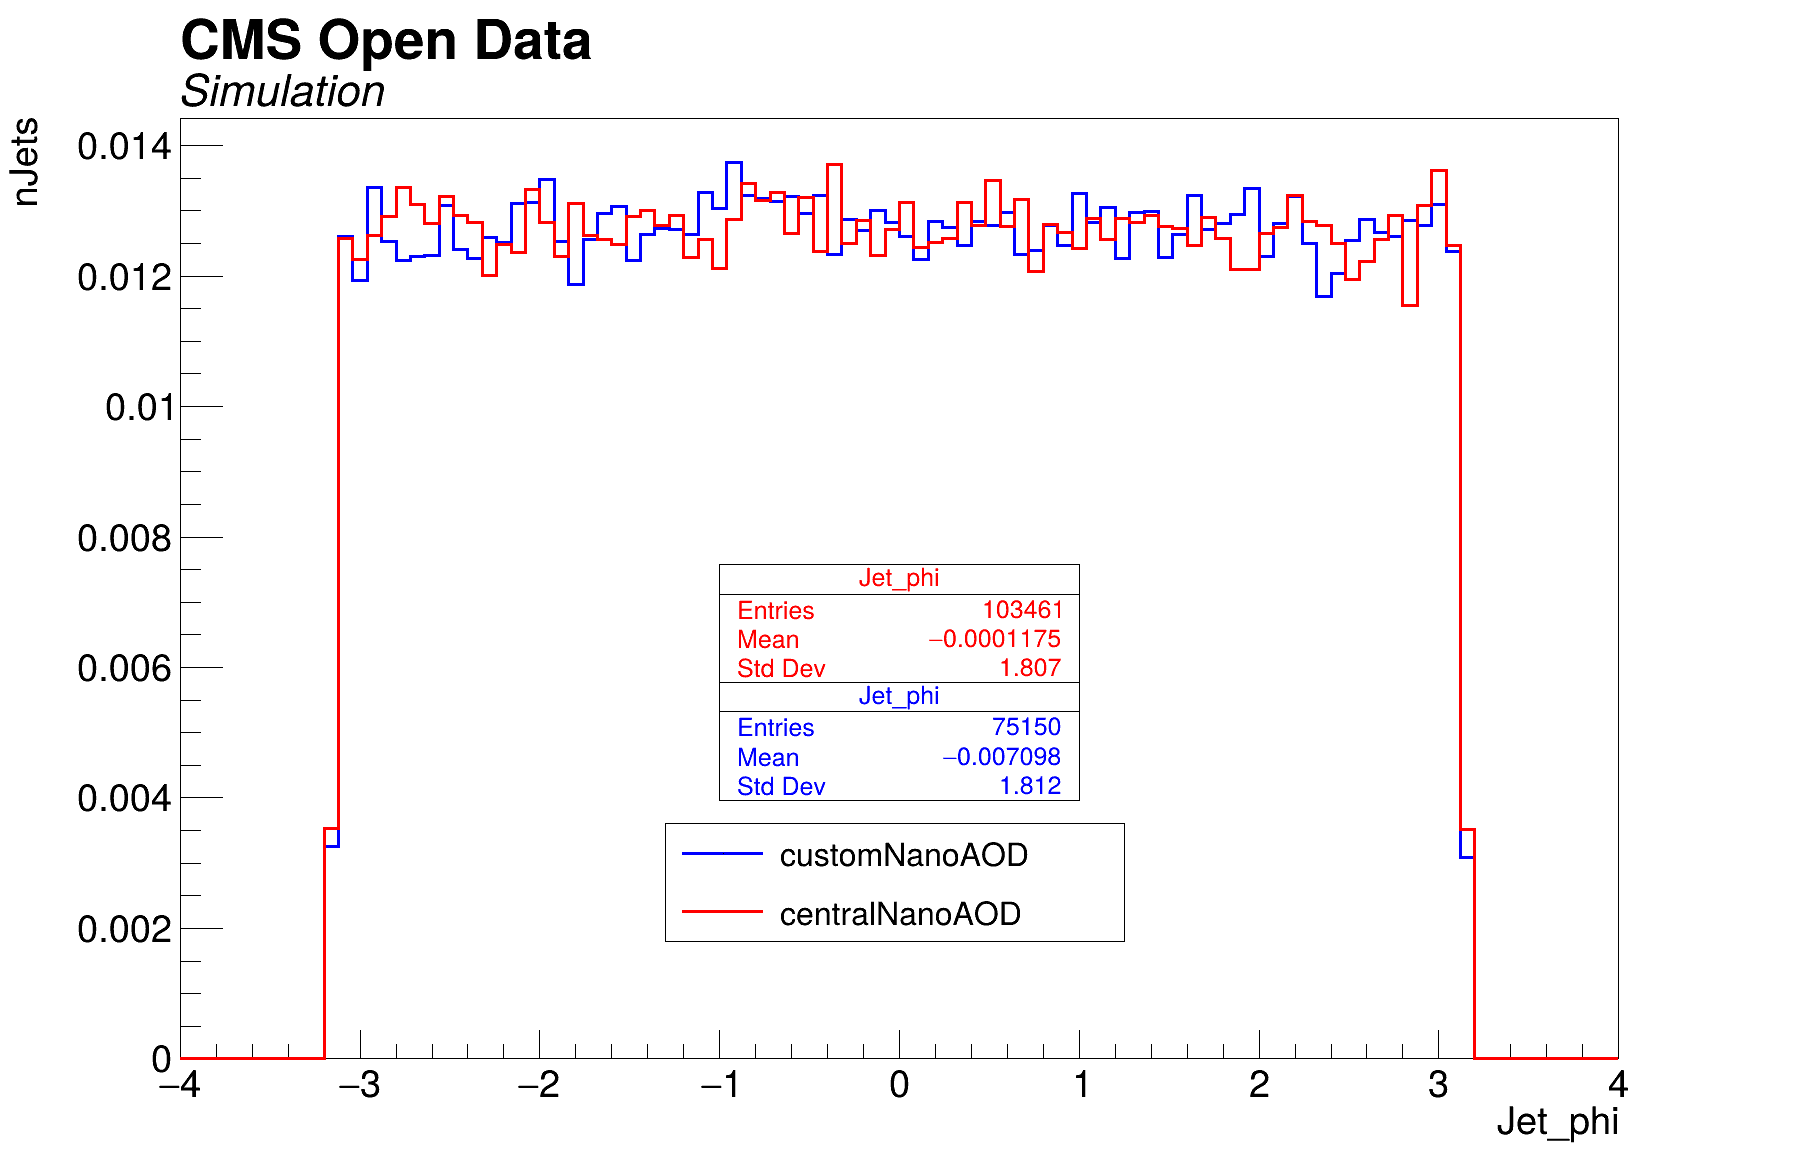 CMS Open Data
Simulation
nJets
0.014
0.012
0.01
0.008
0.006
0.004
0.002
0
Jet_phi
Entries 103461
Mean −0.0001175
Std Dev 1.807
Jet_phi
Entries 75150
Mean −0.007098
Std Dev 1.812
customNanoAOD
centralNanoAOD
−4 −3 −2 −1 0 1 2 3 4
Jet_phi